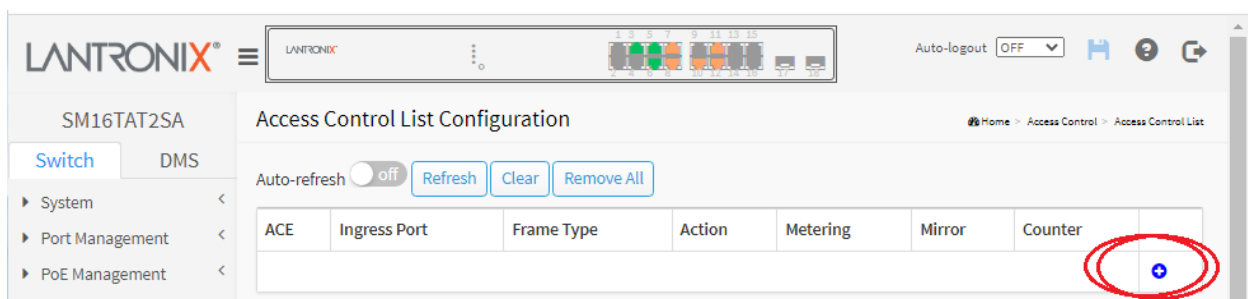 LANTRONIX®
LANTRONIX
1 3 5 7 9 11 13 15
2 4 6 8 10 12 14 16 17 18
Auto-logout OFF
SM16TAT2SA
Access Control List Configuration
Home > Access Control > Access Control List
Switch DMS
Auto-refresh off Refresh Clear Remove All
System
Port Management
PoE Management
ACE Ingress Port Frame Type Action Metering Mirror Counter